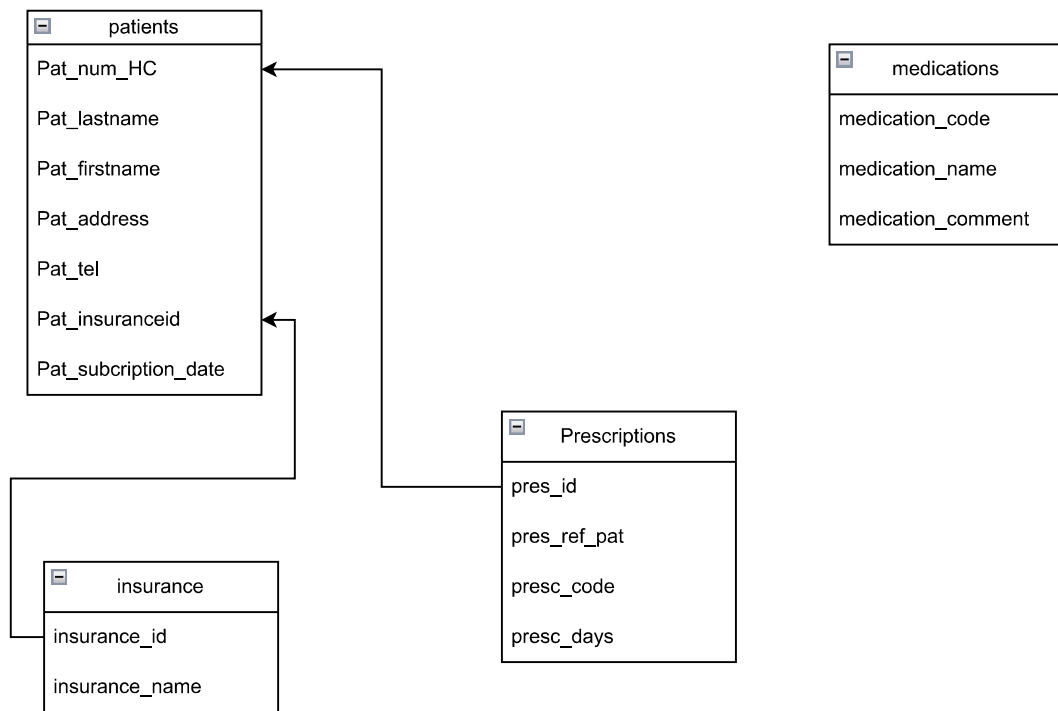 patients
Pat_num_HC
Pat_lastname
Pat_firstname
Pat_address
Pat_tel
Pat_insuranceid
Pat_subcription_date
medications
medication_code
medication_name
medication_comment
Prescriptions
pres_id
pres_ref_pat
presc_code
presc_days
insurance
insurance_id
insurance_name